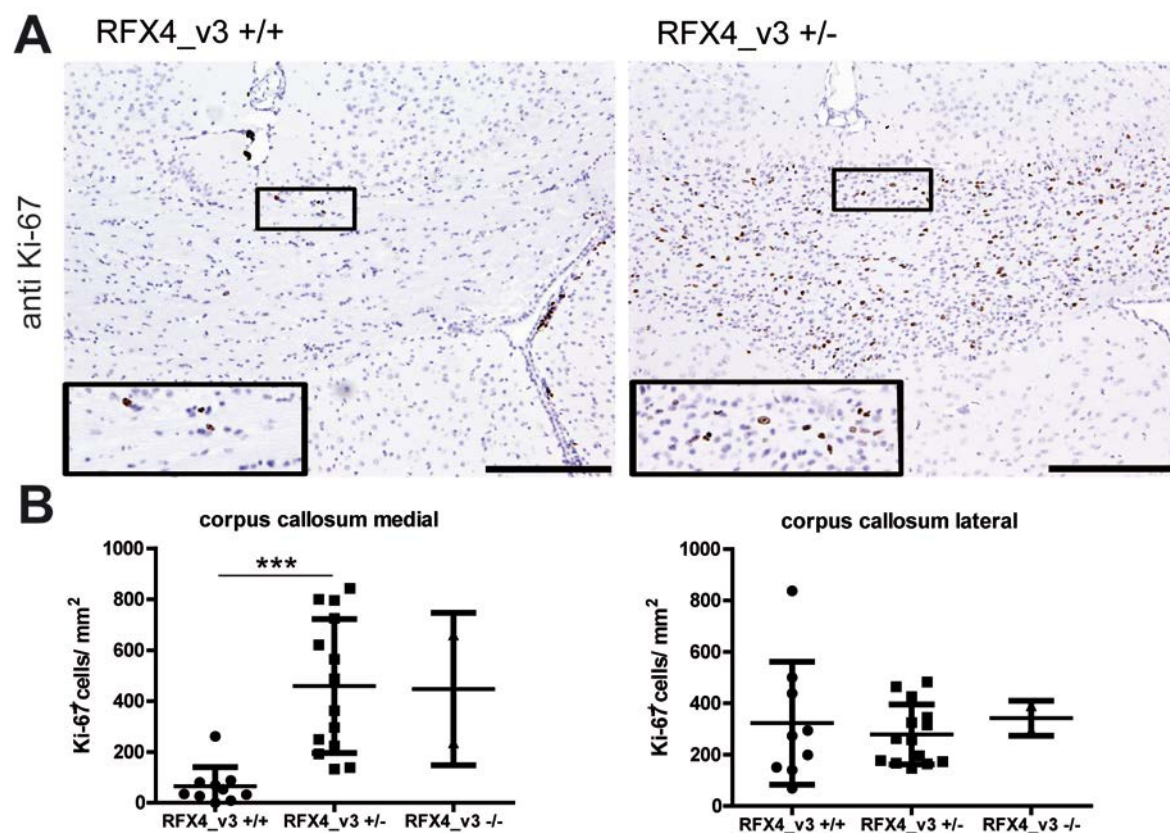 A
RFX4_v3 +/+
RFX4_v3 +/-
anti Ki-67
B
corpus callosum medial
1000
800
600
400
200
0
Ki-67⁺cells/ mm²
***
RFX4_v3 +/+
RFX4_v3 +/-
RFX4_v3 -/-
corpus callosum lateral
1000
800
600
400
200
0
Ki-67⁺cells/ mm²
RFX4_v3 +/+
RFX4_v3 +/-
RFX4_v3 -/-